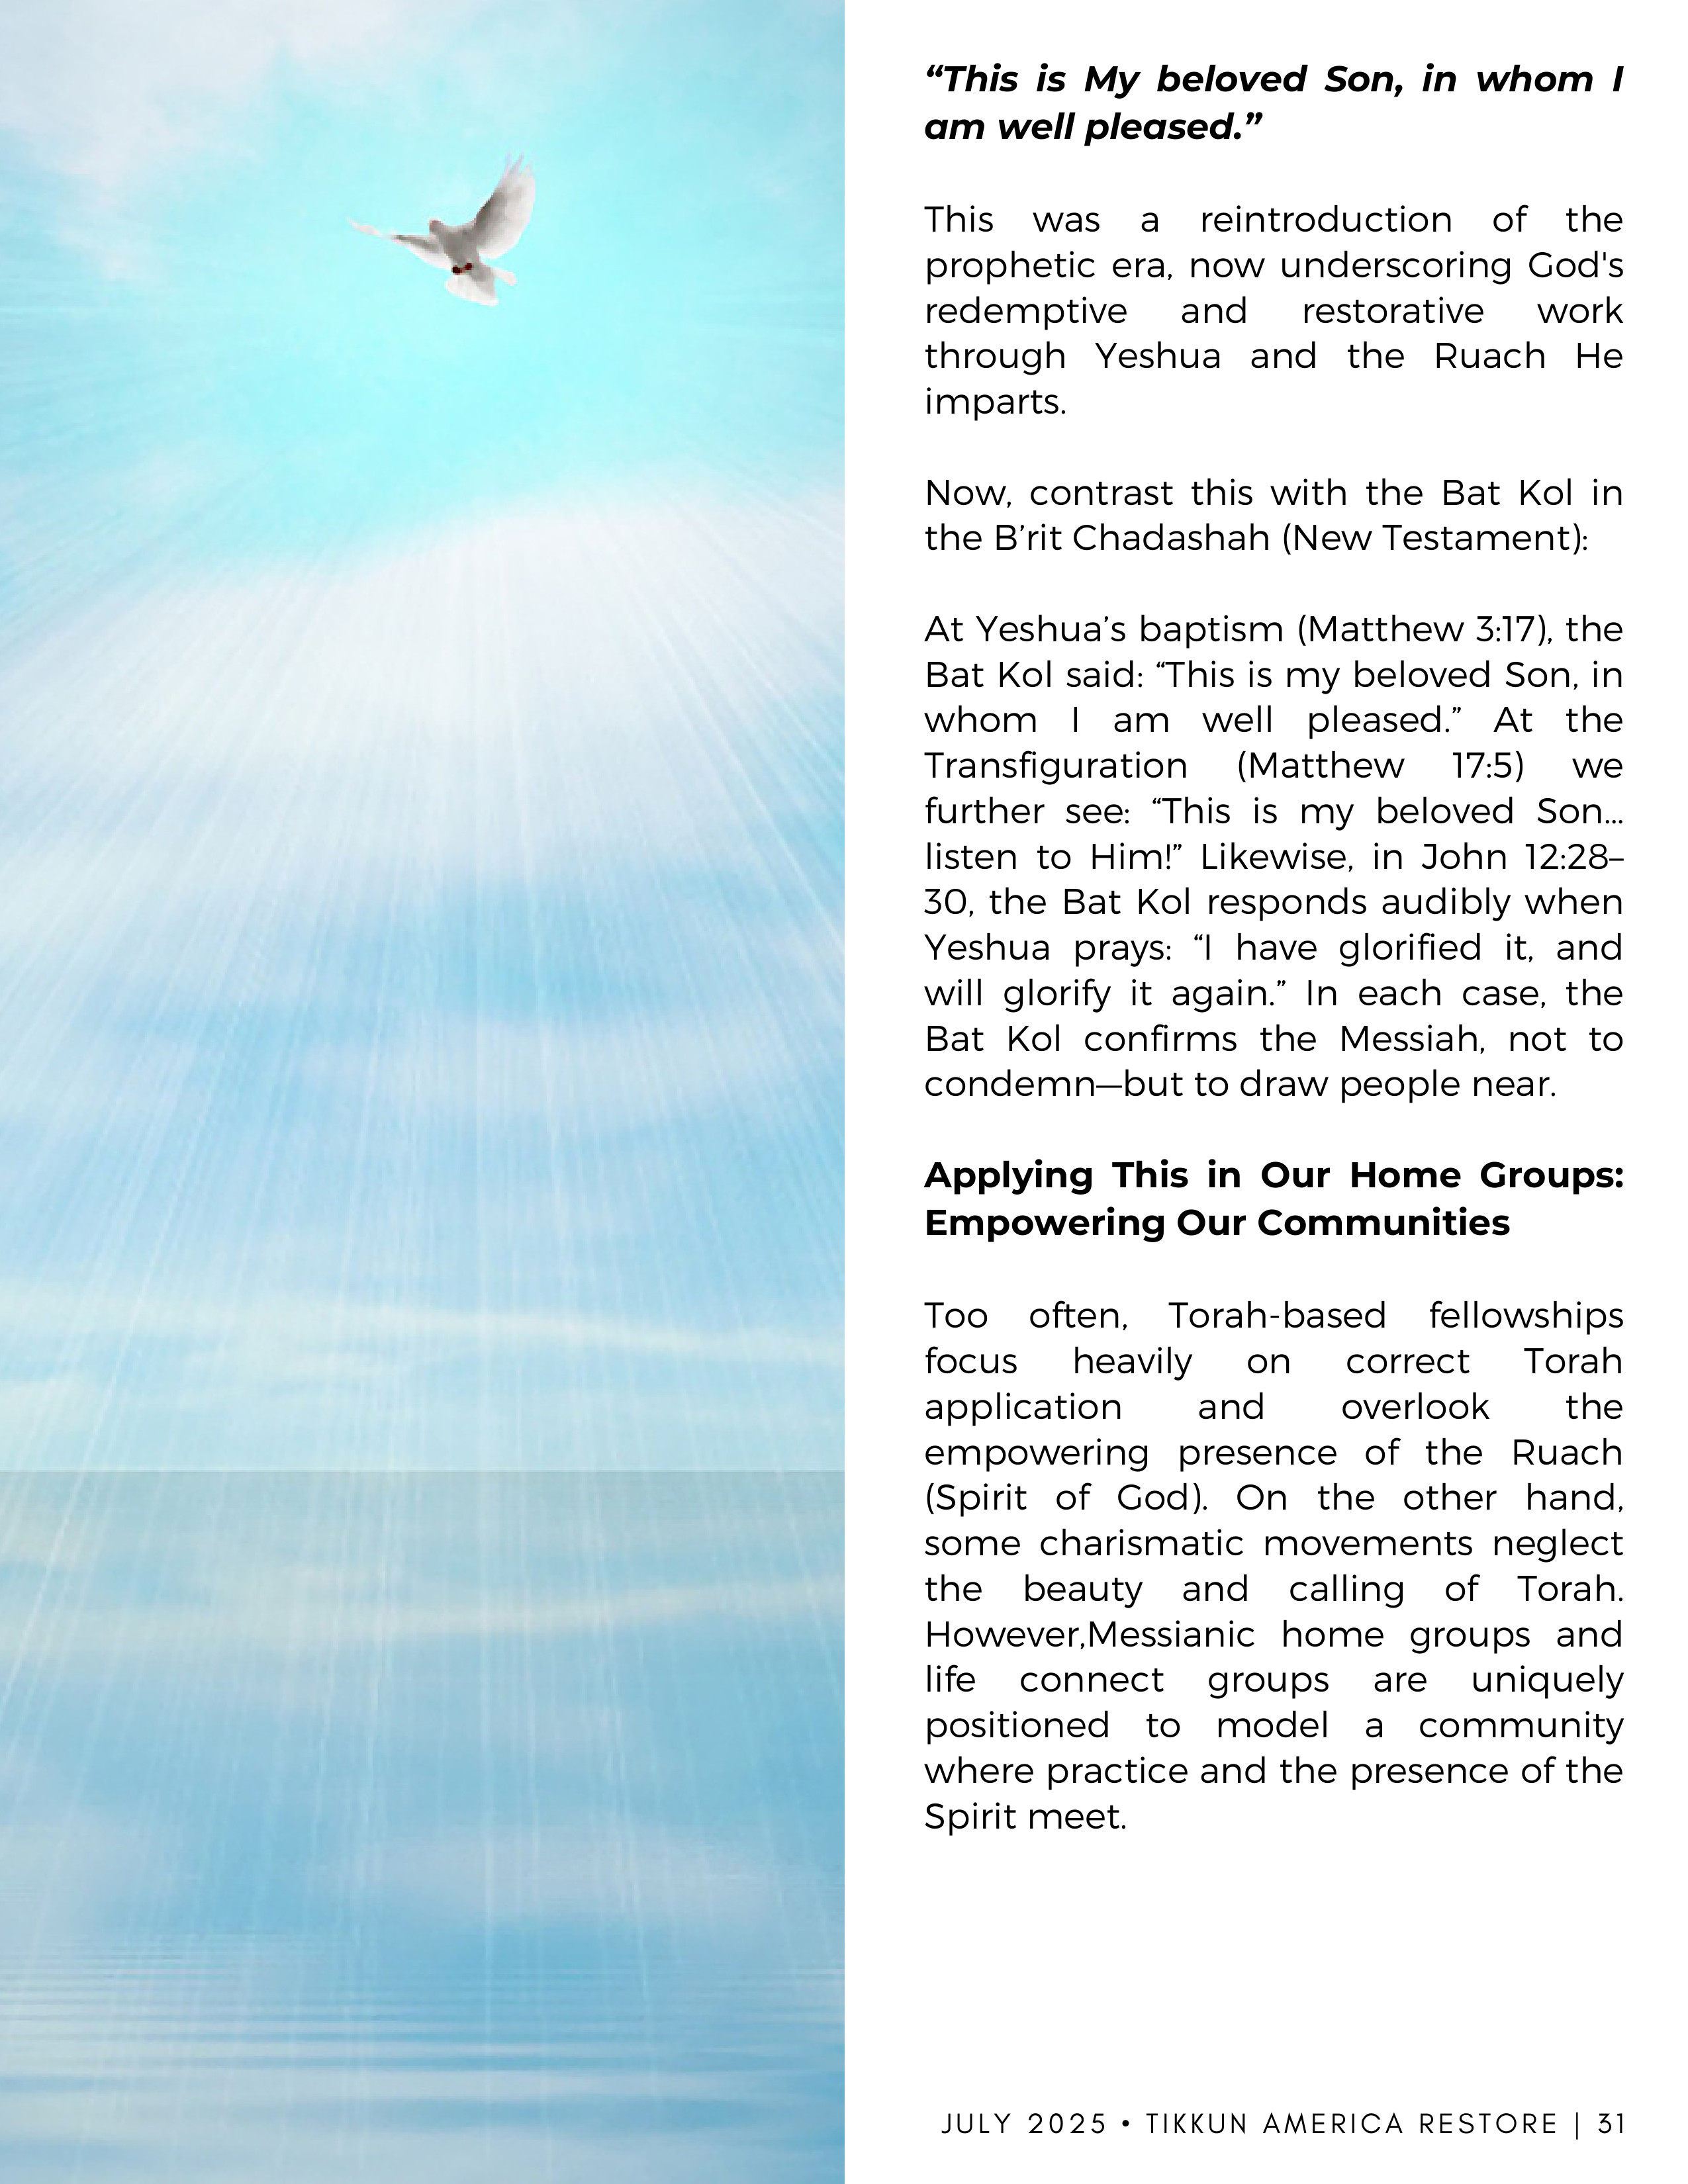 “This is My beloved Son, in whom I
am well pleased.”
This was a reintroduction of the
prophetic era, now underscoring God's
redemptive and restorative work
through Yeshua and the Ruach He
imparts.
Now, contrast this with the Bat Kol in
the B’rit Chadashah (New Testament):
At Yeshua’s baptism (Matthew 3:17), the
Bat Kol said: “This is my beloved Son, in
whom I am well pleased.” At the
Transfiguration (Matthew 17:5) we
further see: “This is my beloved Son...
listen to Him!” Likewise, in John 12:28–
30, the Bat Kol responds audibly when
Yeshua prays: “I have glorified it, and
will glorify it again.” In each case, the
Bat Kol confirms the Messiah, not to
condemn—but to draw people near.
Applying This in Our Home Groups:
Empowering Our Communities
Too often, Torah-based fellowships
focus heavily on correct Torah
application and overlook the
empowering presence of the Ruach
(Spirit of God). On the other hand,
some charismatic movements neglect
the beauty and calling of Torah.
However,Messianic home groups and
life connect groups are uniquely
positioned to model a community
where practice and the presence of the
Spirit meet.
JULY 2025 • TIKKUN AMERICA RESTORE | 31